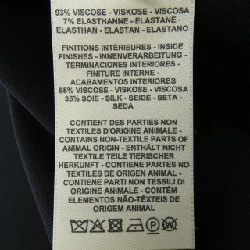 93% VISCOSE - VISKOSE - VISCOSA
7% ELASTHANNE - ELASTANE
ELASTHAN - ELASTAN - ELASTANO
FINITIONS INTÉRIEURES - INSIDE
FINISHES - INNENVERARBEITUNG -
TERMINACIONES INTERIORES -
FINITURE INTERNE
ACABAMENTOS INTERIORES
65% VISCOSE - VISKOSE - VISCOSA
35% SOIE - SILK - SEIDE - SETA -
SEDA
CONTIENT DES PARTIES NON TEXTILES
D'ORIGINE ANIMALE -
CONTAINS NON-TEXTILE PARTS OF
ANIMAL ORIGIN - ENTHÄLT NICHT
TEXTILE TEILE TIERISCHER
HERKUNFT - CONTIENE PARTES NO
TEXTILES DE ORIGEN ANIMAL -
CONTIENE PARTI NON TESSILI DI
ORIGINE ANIMALE - CONTÉM
ELEMENTOS NÃO-TÊXTEIS DE
ORIGEM ANIMAL